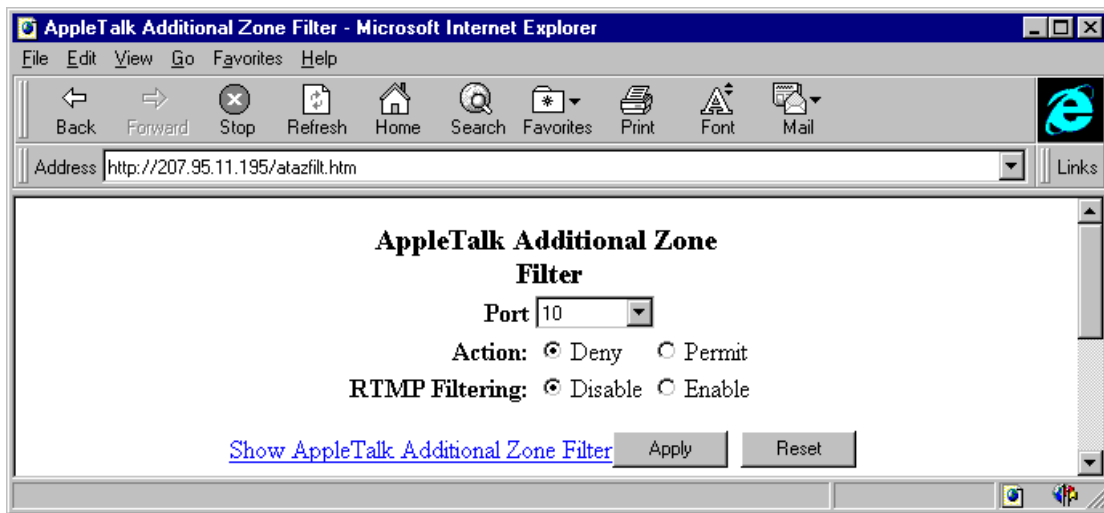 AppleTalk Additional Zone Filter - Microsoft Internet Explorer
File Edit View Go Favorites Help
Back Forward Stop Refresh Home Search Favorites Print Font Mail
Address http://207.95.11.195/atazfilt.htm Links
AppleTalk Additional Zone
Filter
Port 10
Action: Deny Permit
RTMP Filtering: Disable Enable
Show AppleTalk Additional Zone Filter Apply Reset